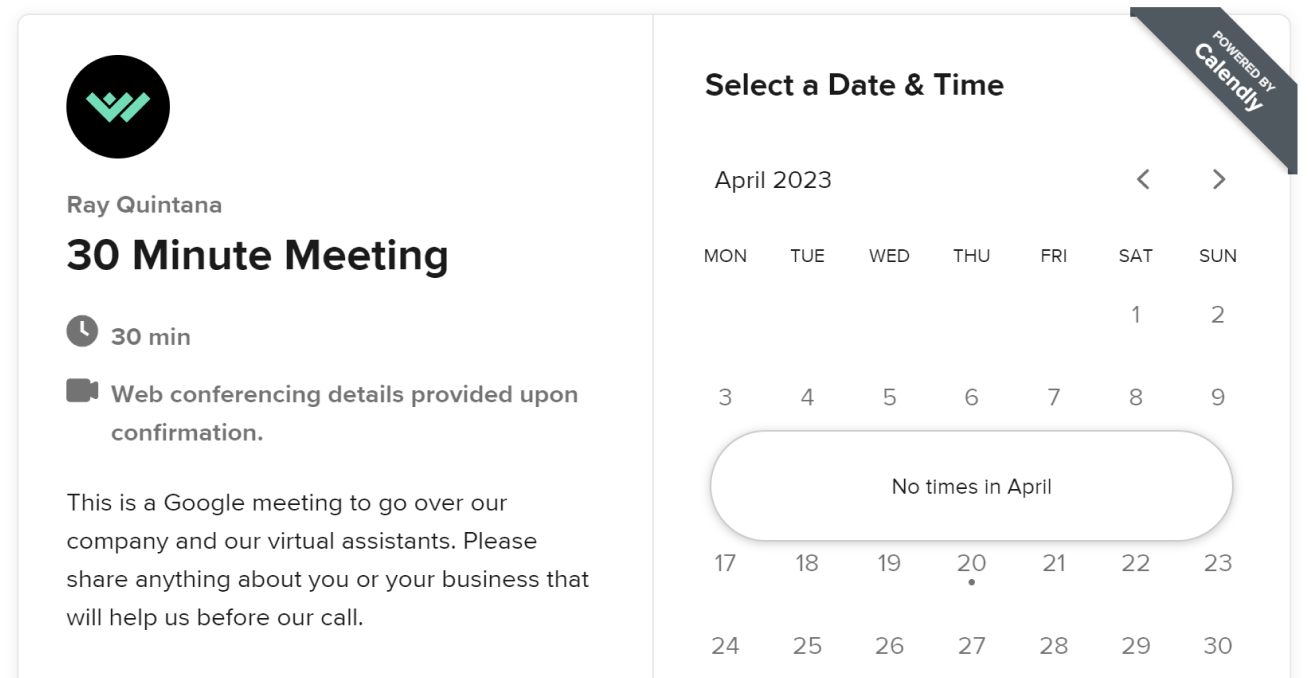 Ray Quintana
30 Minute Meeting
30 min
Web conferencing details provided upon
confirmation.
This is a Google meeting to go over our
company and our virtual assistants. Please
share anything about you or your business that
will help us before our call.
POWERED BY
Calendly
Select a Date & Time
April 2023
MON TUE WED THU FRI SAT SUN
1 2
3 4 5 6 7 8 9
No times in April
17 18 19 20 21 22 23
24 25 26 27 28 29 30